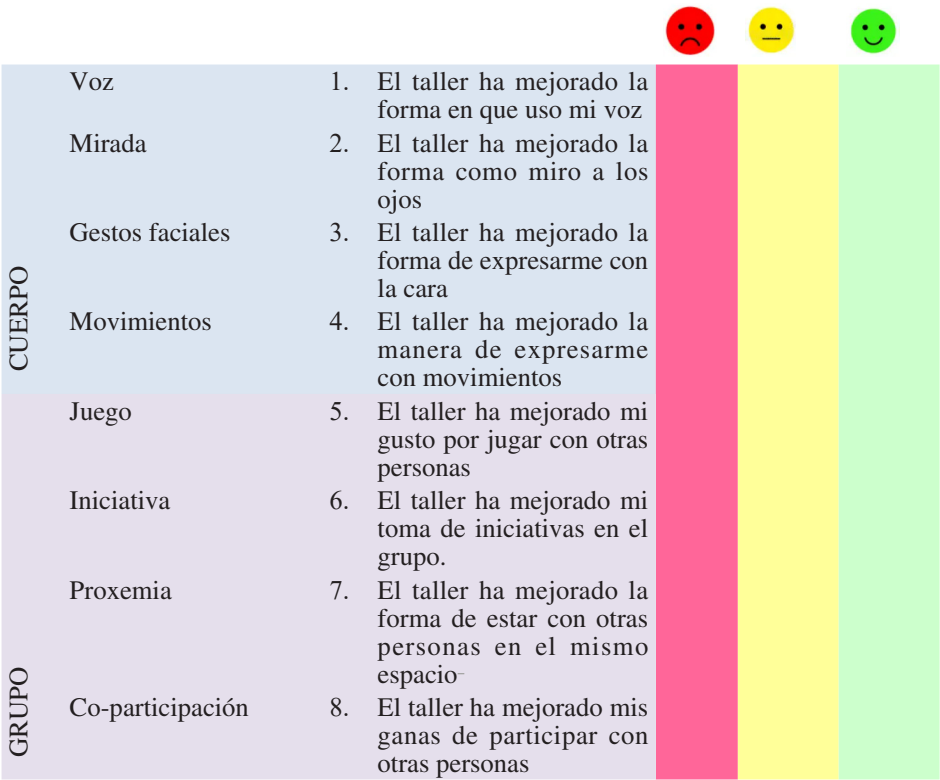 Voz 1. El taller ha mejorado la
forma en que uso mi voz
Mirada 2. El taller ha mejorado la
forma como miro a los
ojos
Gestos faciales 3. El taller ha mejorado la
forma de expresarme con
la cara
CUERPO
Movimientos 4. El taller ha mejorado la
manera de expresarme
con movimientos
Juego 5. El taller ha mejorado mi
gusto por jugar con otras
personas
Iniciativa 6. El taller ha mejorado mi
toma de iniciativas en el
grupo.
Proxemia 7. El taller ha mejorado la
forma de estar con otras
personas en el mismo
espacio-
GRUPO
Co-participación 8. El taller ha mejorado mis
ganas de participar con
otras personas